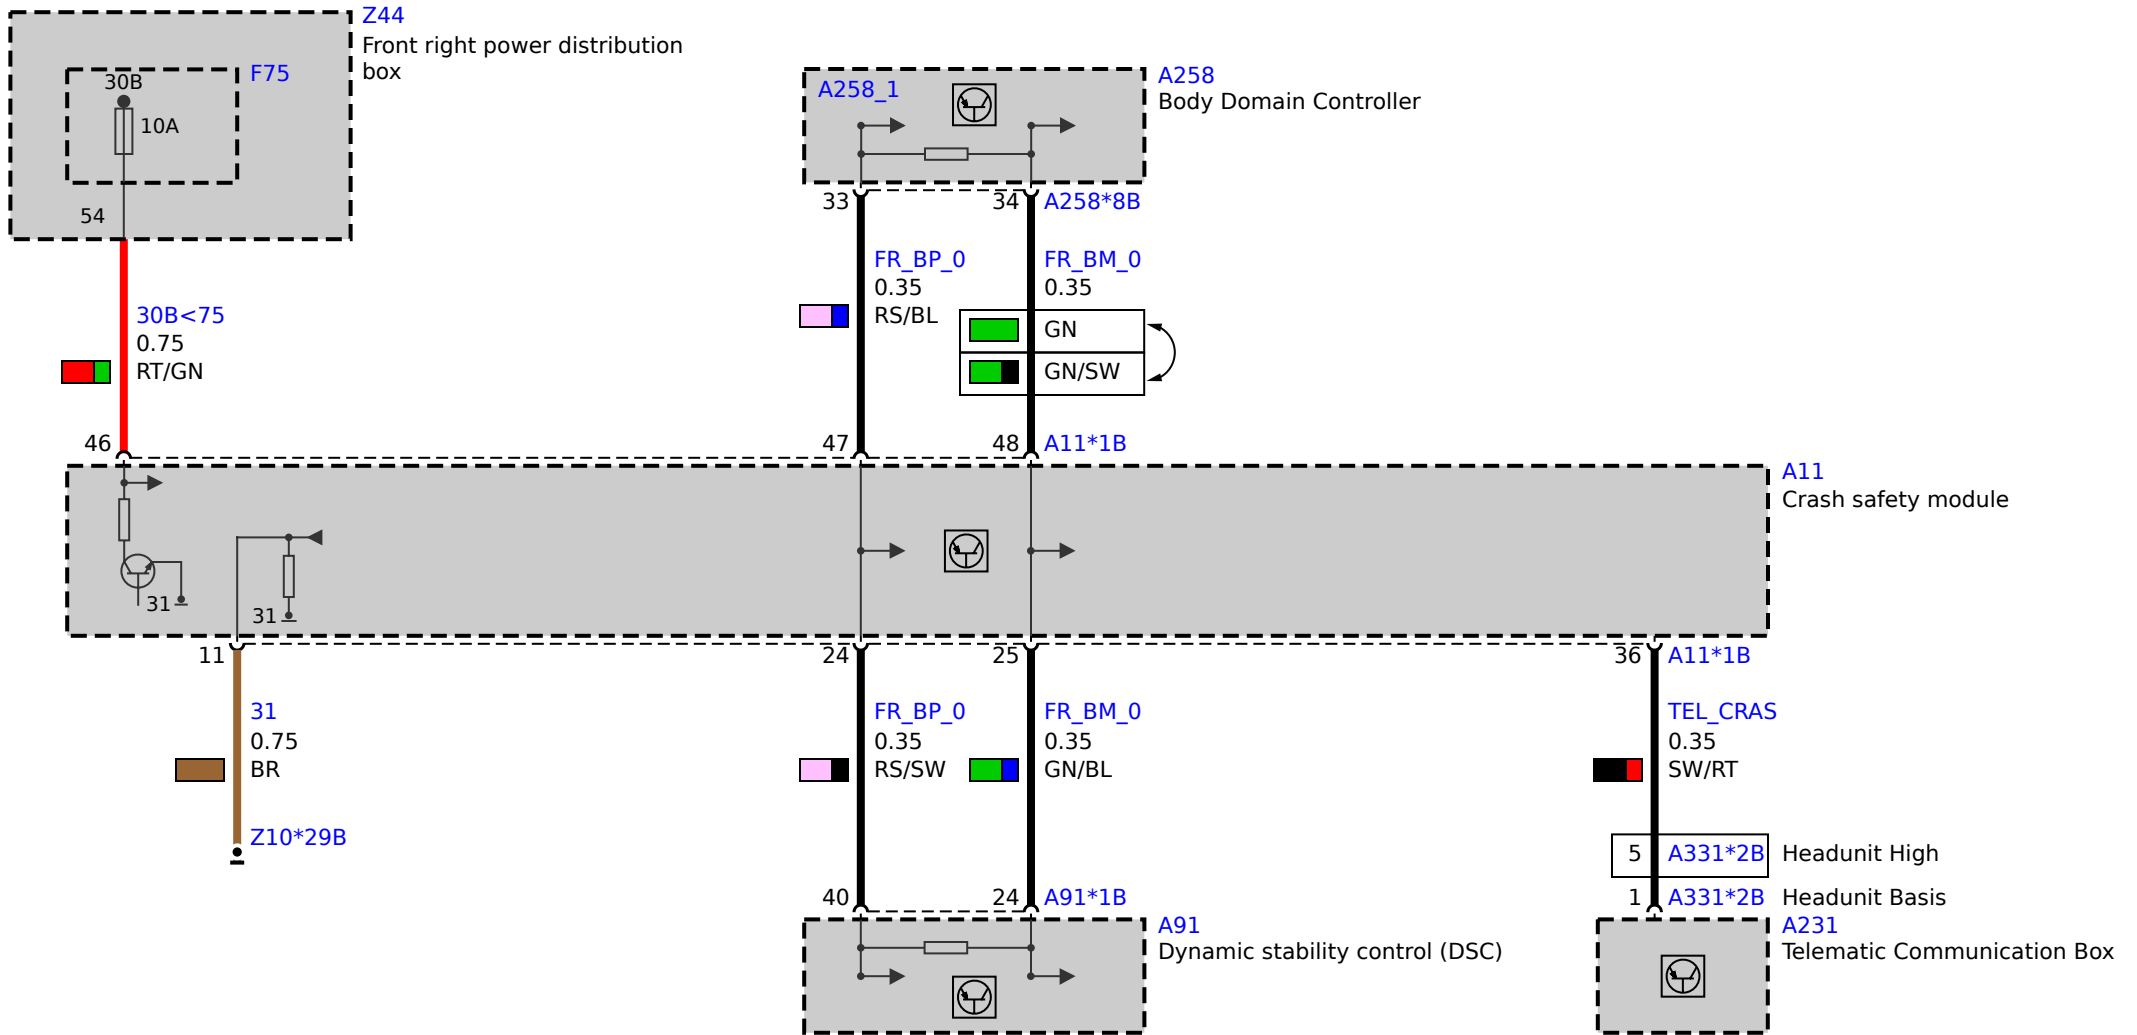 Z44
Front right power distribution
box
30B
F75
10A
54
A258_1
A258
Body Domain Controller
33
34
A258*8B
FR_BP_0
0.35
RS/BL
FR_BM_0
0.35
GN
GN/SW
30B<75
0.75
RT/GN
46
47
48
A11*1B
A11
Crash safety module
31
31
11
24
25
36
A11*1B
31
0.75
BR
Z10*29B
FR_BP_0
0.35
RS/SW
FR_BM_0
0.35
GN/BL
TEL_CRAS
0.35
SW/RT
5
A331*2B
Headunit High
40
24
A91*1B
1
A331*2B
Headunit Basis
A91
Dynamic stability control (DSC)
A231
Telematic Communication Box